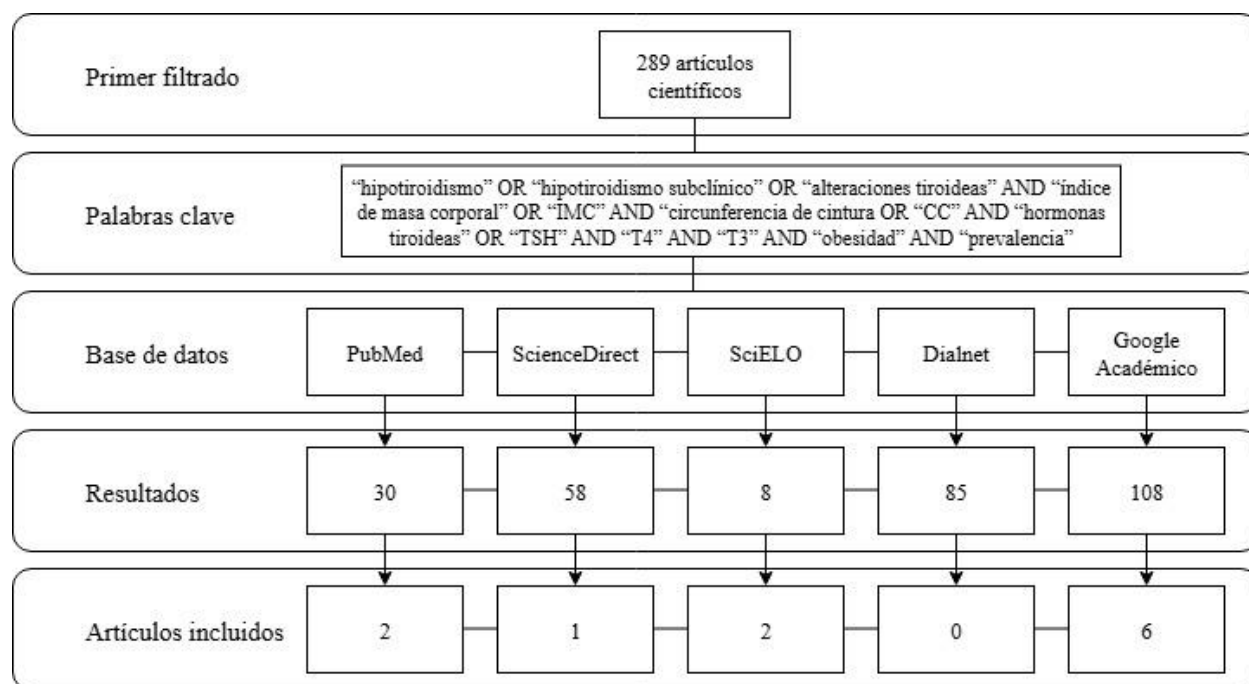 Primer filtrado
289 artículos
científicos
Palabras clave
“hipotiroidismo” OR “hipotiroidismo subclínico” OR “alteraciones tiroideas” AND “índice
de masa corporal” OR “IMC” AND “circunferencia de cintura OR “CC” AND “hormonas
tiroideas” OR “TSH” AND “T4” AND “T3” AND “obesidad” AND “prevalencia”
Base de datos
PubMed
ScienceDirect
SciELO
Dialnet
Google
Académico
Resultados
30
58
8
85
108
Artículos incluidos
2
1
2
0
6